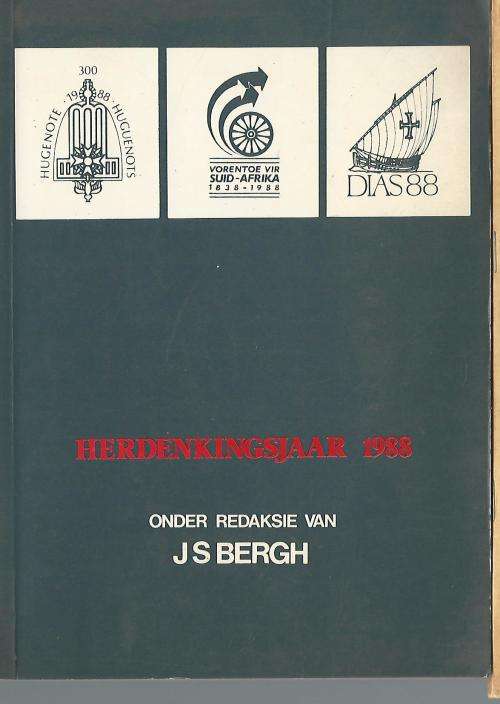 300
HUGENOTE · 1988 · HUGUENOTS
VORENTOE VIR
SUID-AFRIKA
1838-1988
DIAS 88
HERDENKINGSJAAR 1988
ONDER REDAKSIE VAN
J S BERGH